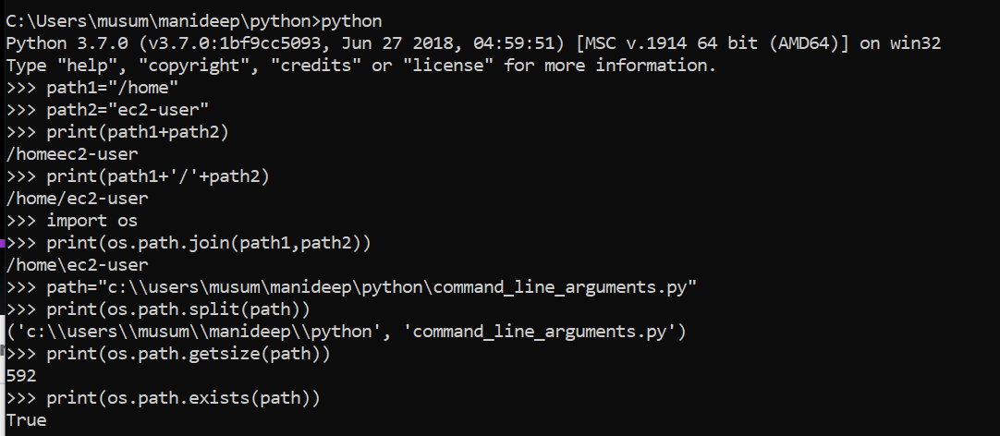 C:\Users\musum\manideep\python>python
Python 3.7.0 (v3.7.0:1bf9cc5093, Jun 27 2018, 04:59:51) [MSC v.1914 64 bit (AMD64)] on win32
Type "help", "copyright", "credits" or "license" for more information.
>>> path1="/home"
>>> path2="ec2-user"
>>> print(path1+path2)
/homeec2-user
>>> print(path1+'/'+path2)
/home/ec2-user
>>> import os
>>> print(os.path.join(path1,path2))
/home\ec2-user
>>> path="c:\\users\musum\manideep\python\command_line_arguments.py"
>>> print(os.path.split(path))
('c:\\users\\musum\\manideep\\python', 'command_line_arguments.py')
>>> print(os.path.getsize(path))
592
>>> print(os.path.exists(path))
True